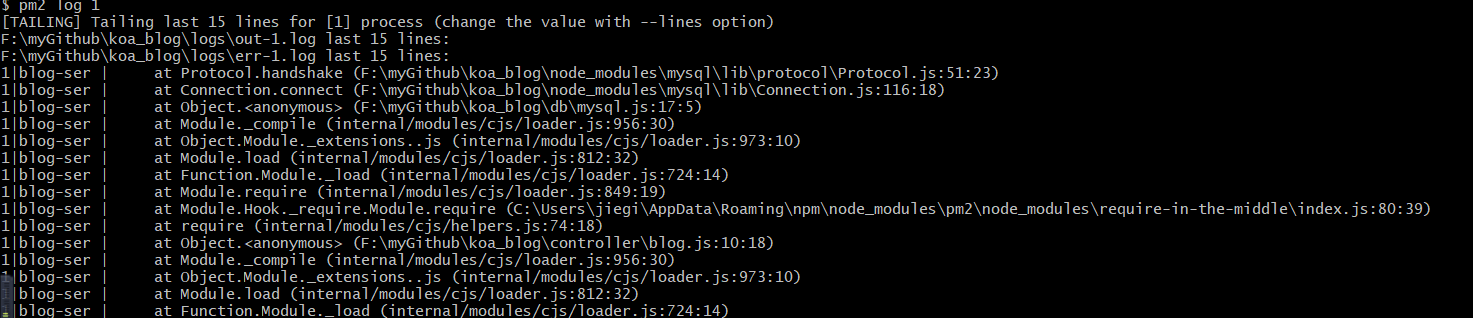 $ pm2 log 1
[TAILING] Tailing last 15 lines for [1] process (change the value with --lines option)
F:\myGithub\koa_blog\logs\out-1.log last 15 lines:
F:\myGithub\koa_blog\logs\err-1.log last 15 lines:
1|blog-ser |     at Protocol.handshake (F:\myGithub\koa_blog\node_modules\mysql\lib\protocol\Protocol.js:51:23)
1|blog-ser |     at Connection.connect (F:\myGithub\koa_blog\node_modules\mysql\lib\Connection.js:116:18)
1|blog-ser |     at Object.<anonymous> (F:\myGithub\koa_blog\db\mysql.js:17:5)
1|blog-ser |     at Module._compile (internal/modules/cjs/loader.js:956:30)
1|blog-ser |     at Object.Module._extensions..js (internal/modules/cjs/loader.js:973:10)
1|blog-ser |     at Module.load (internal/modules/cjs/loader.js:812:32)
1|blog-ser |     at Function.Module._load (internal/modules/cjs/loader.js:724:14)
1|blog-ser |     at Module.require (internal/modules/cjs/loader.js:849:19)
1|blog-ser |     at Module.Hook._require.Module.require (C:\Users\jiegi\AppData\Roaming\npm\node_modules\pm2\node_modules\require-in-the-middle\index.js:80:39)
1|blog-ser |     at require (internal/modules/cjs/helpers.js:74:18)
1|blog-ser |     at Object.<anonymous> (F:\myGithub\koa_blog\controller\blog.js:10:18)
1|blog-ser |     at Module._compile (internal/modules/cjs/loader.js:956:30)
1|blog-ser |     at Object.Module._extensions..js (internal/modules/cjs/loader.js:973:10)
1|blog-ser |     at Module.load (internal/modules/cjs/loader.js:812:32)
1|blog-ser |     at Function.Module._load (internal/modules/cjs/loader.js:724:14)